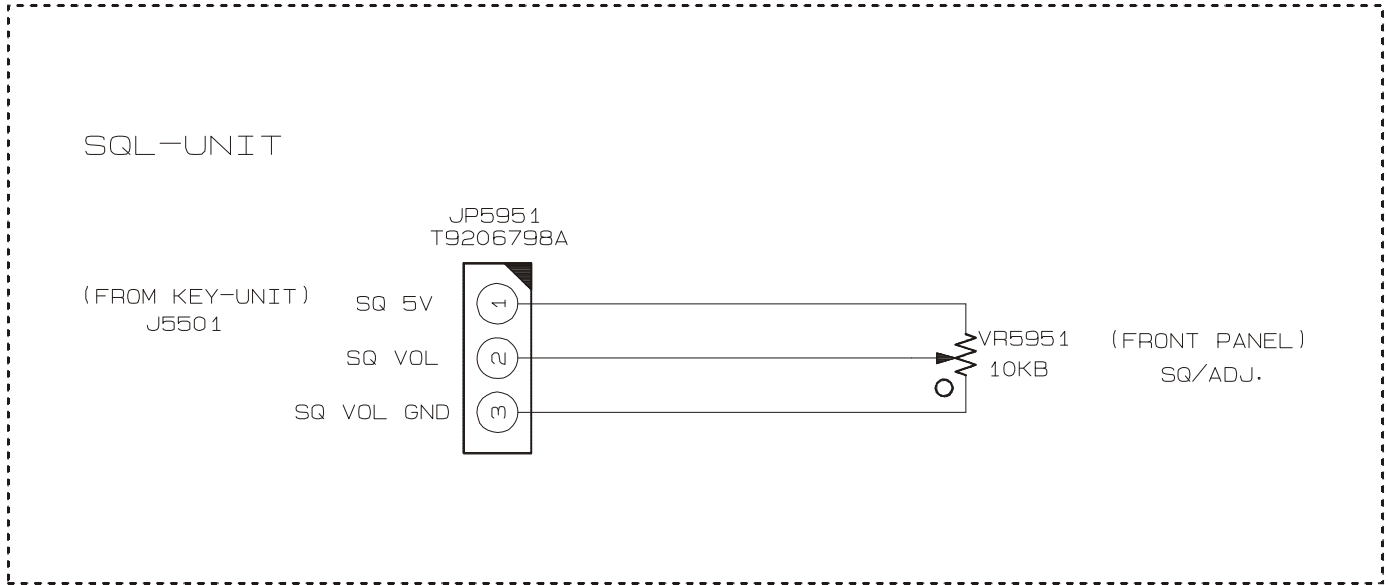 SQL-UNIT
JP5951
T9206798A
(FROM KEY-UNIT)
J5501
SQ 5V
1
SQ VOL
2
SQ VOL GND
3
VR5951
10KB
(FRONT PANEL)
SQ/ADJ.